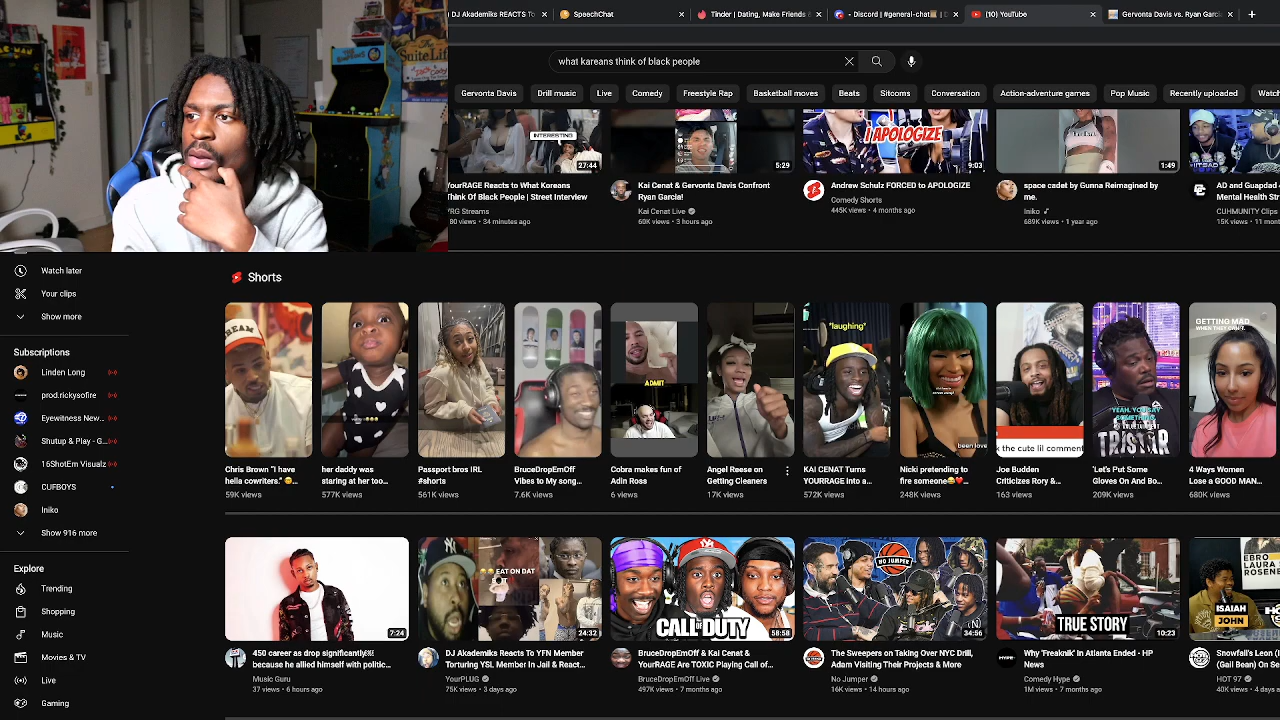 DJ Akademiks REACTS To
SpeechChat
Tinder | Dating, Make Friends &
- Discord | #general-chat
(10) YouTube
Gervonta Davis vs. Ryan Garci
what kareans think of black people
Gervonta Davis
Drill music
Live
Comedy
Freestyle Rap
Basketball moves
Beats
Sitcoms
Conversation
Action-adventure games
Pop Music
Recently uploaded
Watch
INTERESTING
27:44
5:29
I APOLOGIZE
9:03
1:49
YourRAGE Reacts to What Koreans
Think Of Black People | Street Interview
YRG Streams
80 views • 34 minutes ago
Kai Cenat & Gervonta Davis Confront
Ryan Garcia!
Kai Cenat Live
68K views • 3 hours ago
Andrew Schulz FORCED to APOLOGIZE
Comedy Shorts
445K views • 4 months ago
space cadet by Gunna Reimagined by
me.
Iniko
689K views • 1 year ago
AD and Guapdad
Mental Health Str
CUHMUNITY Clips
15K views • 11 mont
Watch later
Your clips
Show more
Subscriptions
Linden Long
prod.rickysofire
Eyewitness New...
Shutup & Play - G...
16ShotEm Visualz
CUFBOYS
Iniko
Show 916 more
Explore
Trending
Shopping
Music
Movies & TV
Live
Gaming
Shorts
ADMIT
*laughing*
been love
k the cute lil comment
YEAH, YOU SAY
SOMETHING,
GETTING MAD
WHEN THEY CAN'T.
Chris Brown "I have
hella cowriters." 😂...
59K views
her daddy was
staring at her too...
577K views
Passport bros IRL
#shorts
561K views
BruceDropEmOff
Vibes to My song...
7.6K views
Cobra makes fun of
Adin Ross
6 views
Angel Reese on
Getting Cleaners
17K views
KAI CENAT Turns
YOURRAGE Into a...
572K views
Nicki pretending to
fire someone😂❤️...
248K views
Joe Budden
Criticizes Rory &...
163 views
'Let's Put Some
Gloves On And Bo...
209K views
4 Ways Women
Lose a GOOD MAN...
680K views
7:24
😂😂 EAT ON DAT
24:32
CALL OF DUTY
58:58
NO JUMPER
34:56
TRUE STORY
10:23
EBRO
LAURA S
ROSENB
ISAIAH
JOHN
450 career as drop significantly
because he allied himself with politic...
Music Guru
37 views • 6 hours ago
DJ Akademiks Reacts To YFN Member
Torturing YSL Member In Jail & React...
YourPLUG
75K views • 3 days ago
BruceDropEmOff & Kai Cenat &
YourRAGE Are TOXIC Playing Call of...
BruceDropEmOff Live
497K views • 7 months ago
The Sweepers on Taking Over NYC Drill,
Adam Visiting Their Projects & More
No Jumper
16K views • 14 hours ago
Why 'Freaknik' In Atlanta Ended - HP
News
Comedy Hype
1M views • 7 months ago
Snowfall's Leon (I
(Gail Bean) On Se
HOT 97
40K views • 4 days a